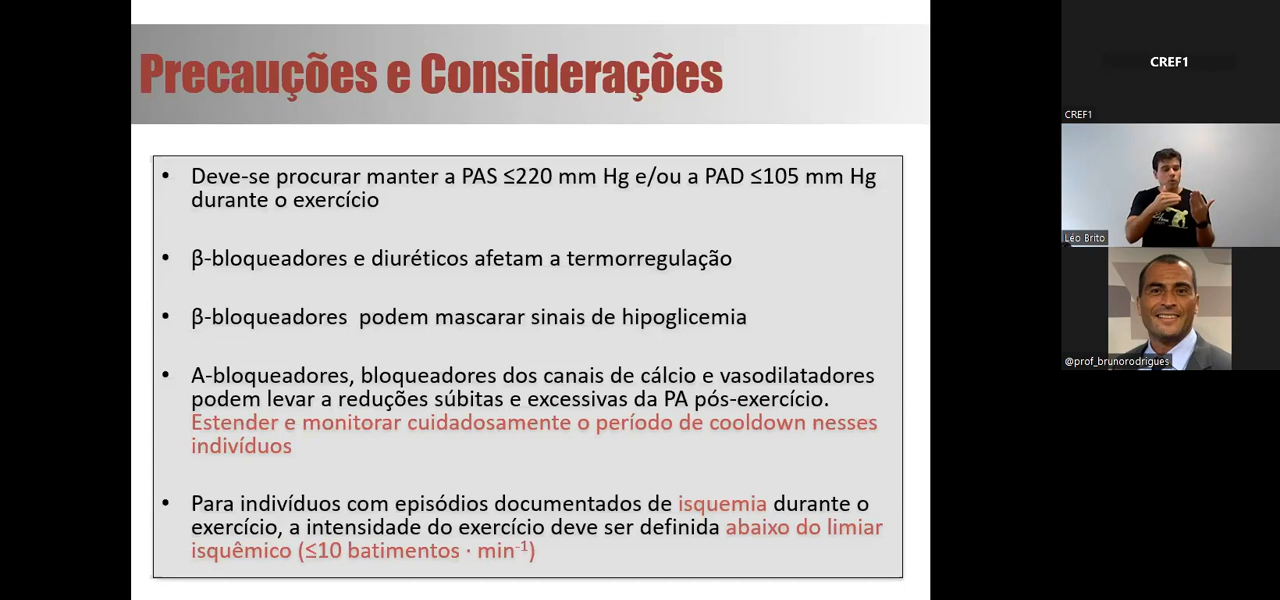 Precauções e Considerações
• Deve-se procurar manter a PAS ≤220 mm Hg e/ou a PAD ≤105 mm Hg
durante o exercício
• β-bloqueadores e diuréticos afetam a termorregulação
• β-bloqueadores  podem mascarar sinais de hipoglicemia
• A-bloqueadores, bloqueadores dos canais de cálcio e vasodilatadores
podem levar a reduções súbitas e excessivas da PA pós-exercício.
Estender e monitorar cuidadosamente o período de cooldown nesses
indivíduos
• Para indivíduos com episódios documentados de isquemia durante o
exercício, a intensidade do exercício deve ser definida abaixo do limiar
isquêmico (≤10 batimentos · min⁻¹)
CREF1
CREF1
Léo Brito
@prof_brunorodrigues